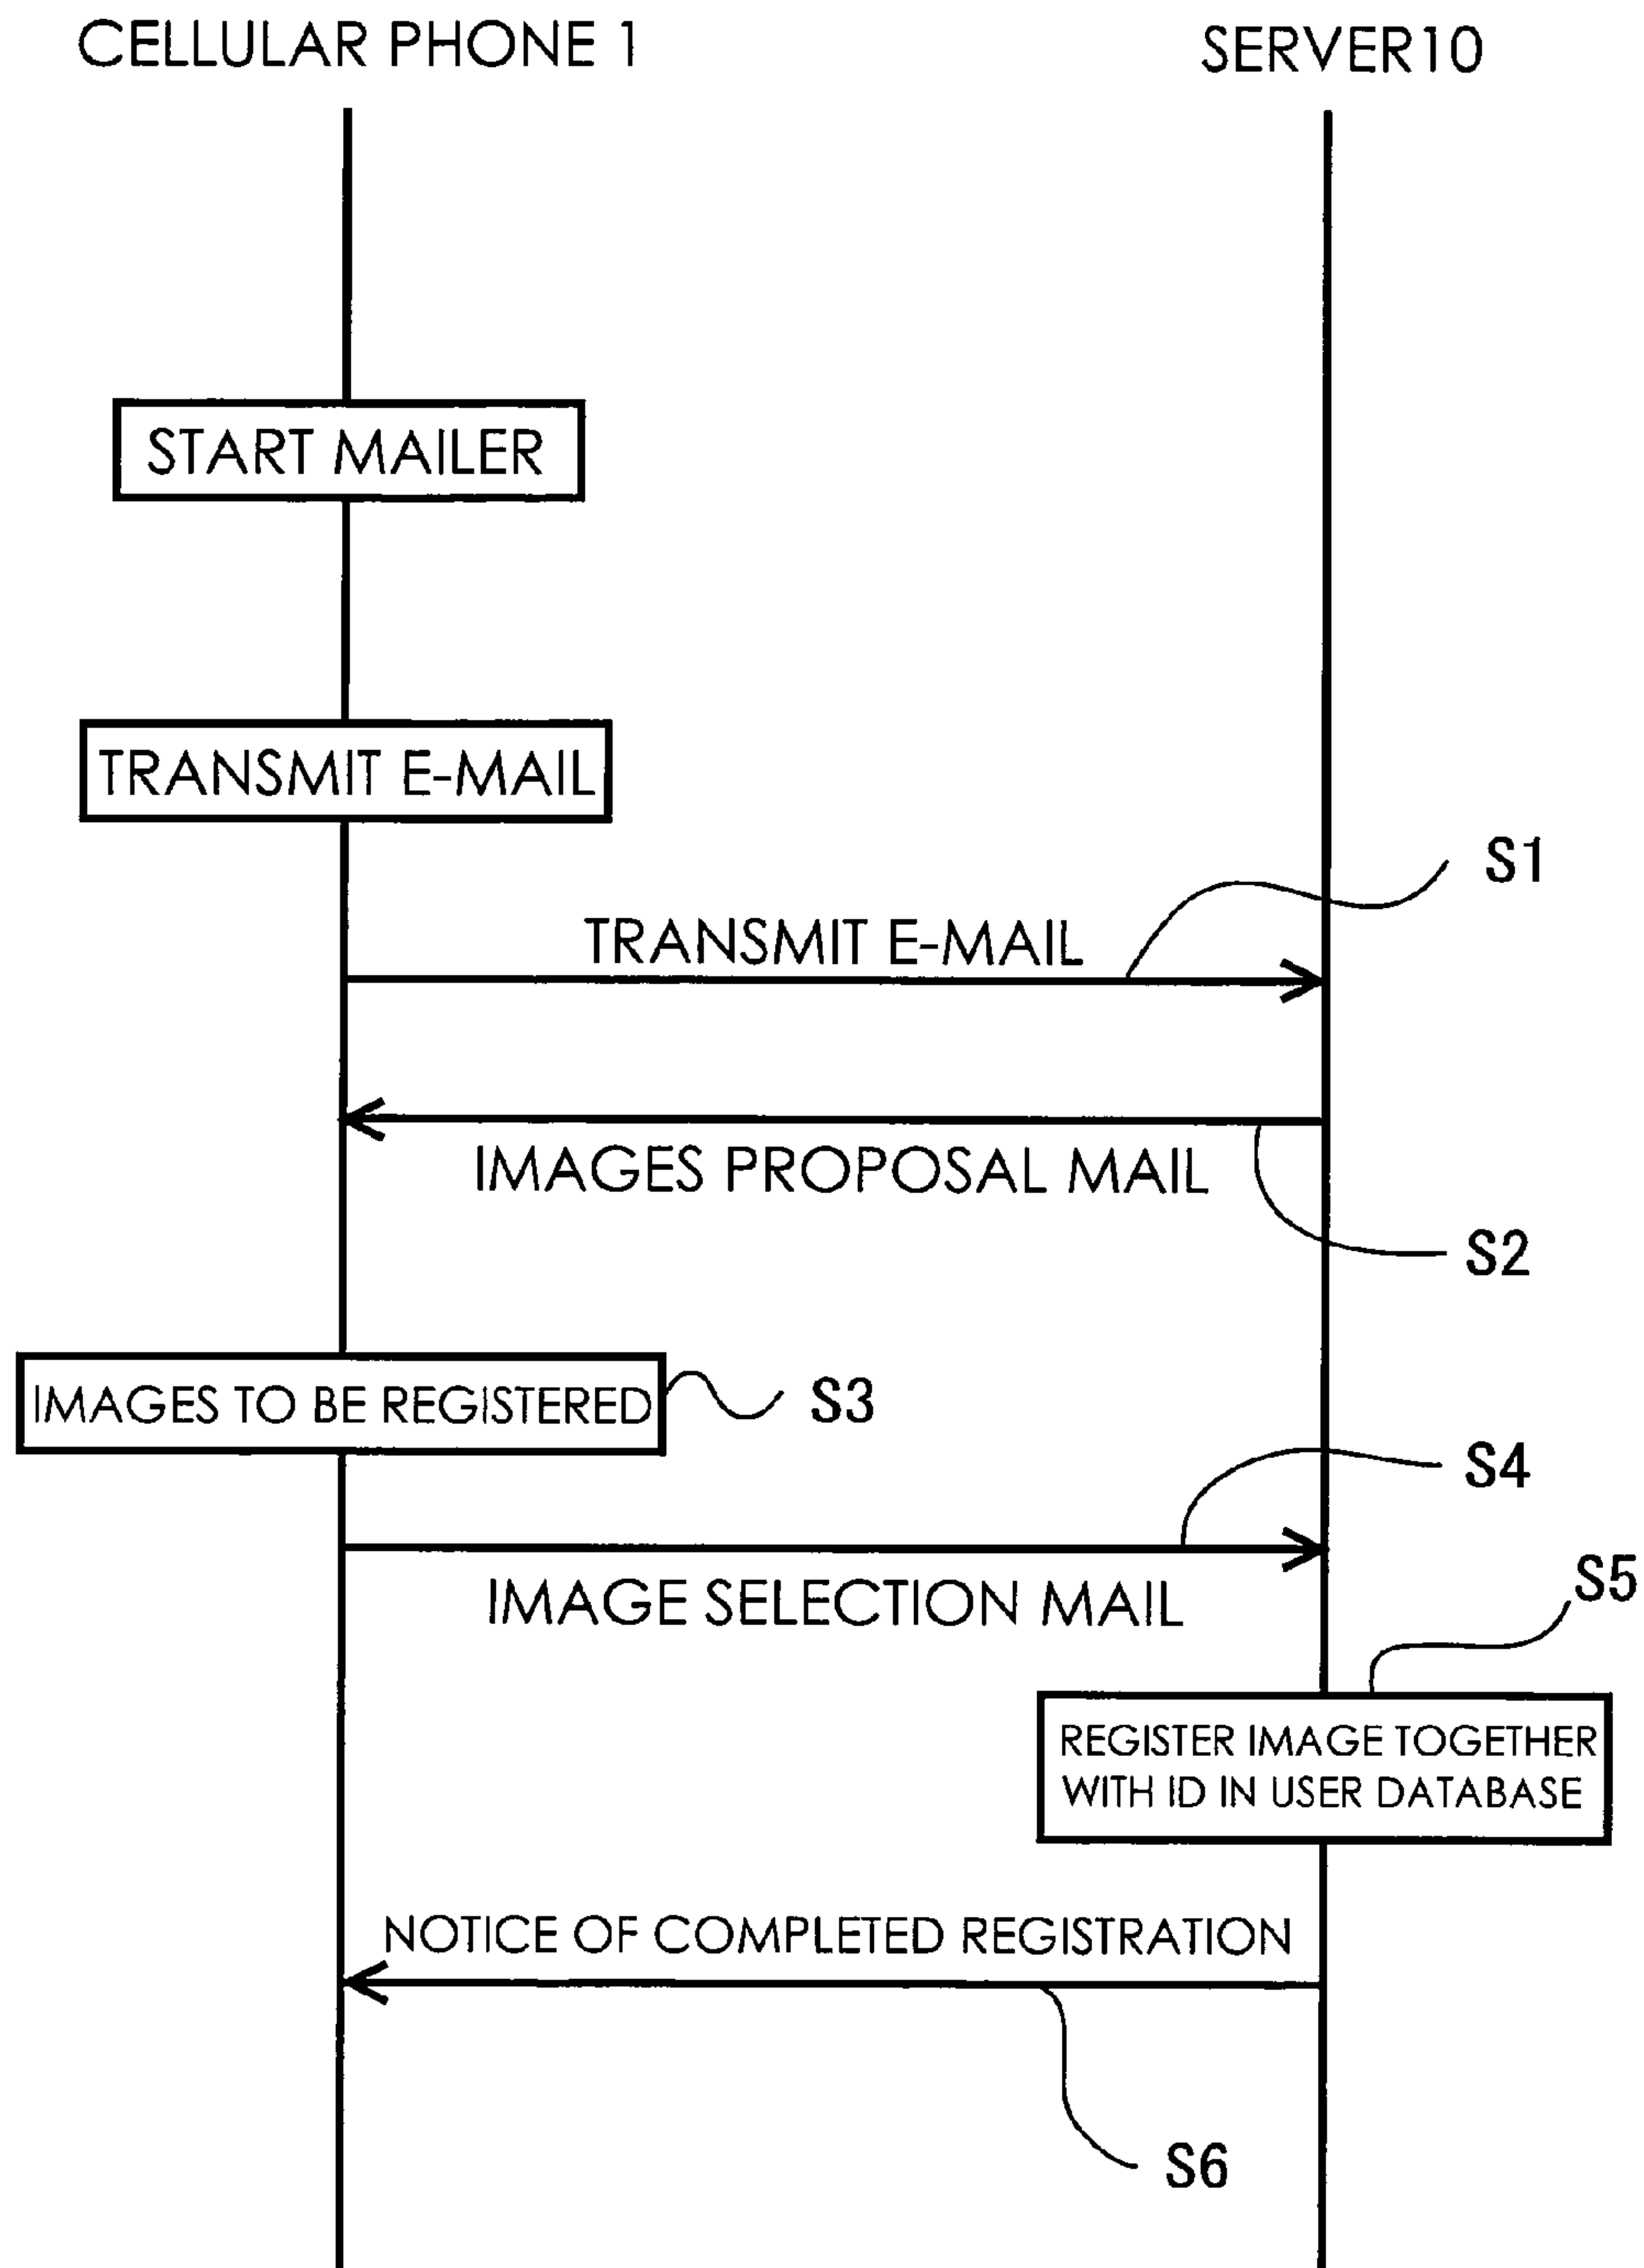 CELLULAR PHONE 1
SERVER10
START MAILER
TRANSMIT E-MAIL
S1
TRANSMIT E-MAIL
IMAGES PROPOSAL MAIL
S2
IMAGES TO BE REGISTERED
S3
S4
IMAGE SELECTION MAIL
S5
REGISTER IMAGE TOGETHER
WITH ID IN USER DATABASE
NOTICE OF COMPLETED REGISTRATION
S6